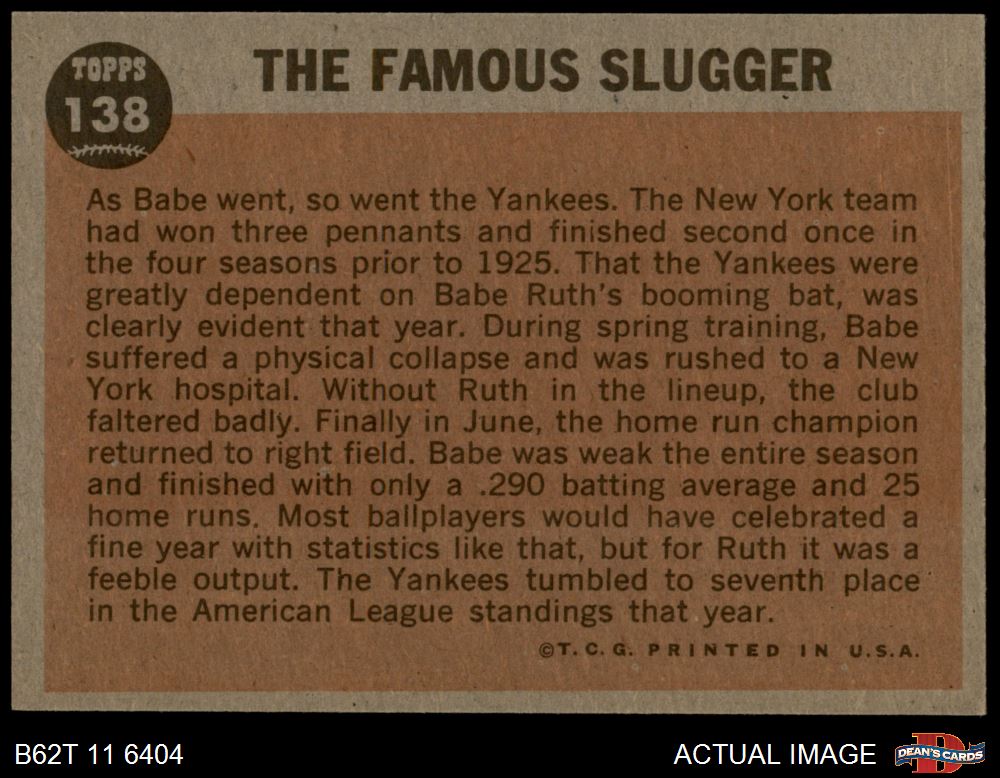 TOPPS
138
THE FAMOUS SLUGGER
As Babe went, so went the Yankees. The New York team
had won three pennants and finished second once in
the four seasons prior to 1925. That the Yankees were
greatly dependent on Babe Ruth's booming bat, was
clearly evident that year. During spring training, Babe
suffered a physical collapse and was rushed to a New
York hospital. Without Ruth in the lineup, the club
faltered badly. Finally in June, the home run champion
returned to right field. Babe was weak the entire season
and finished with only a .290 batting average and 25
home runs. Most ballplayers would have celebrated a
fine year with statistics like that, but for Ruth it was a
feeble output. The Yankees tumbled to seventh place
in the American League standings that year.
©T.C.G. PRINTED IN U.S.A.
B62T 11 6404
ACTUAL IMAGE
DEAN'S CARDS